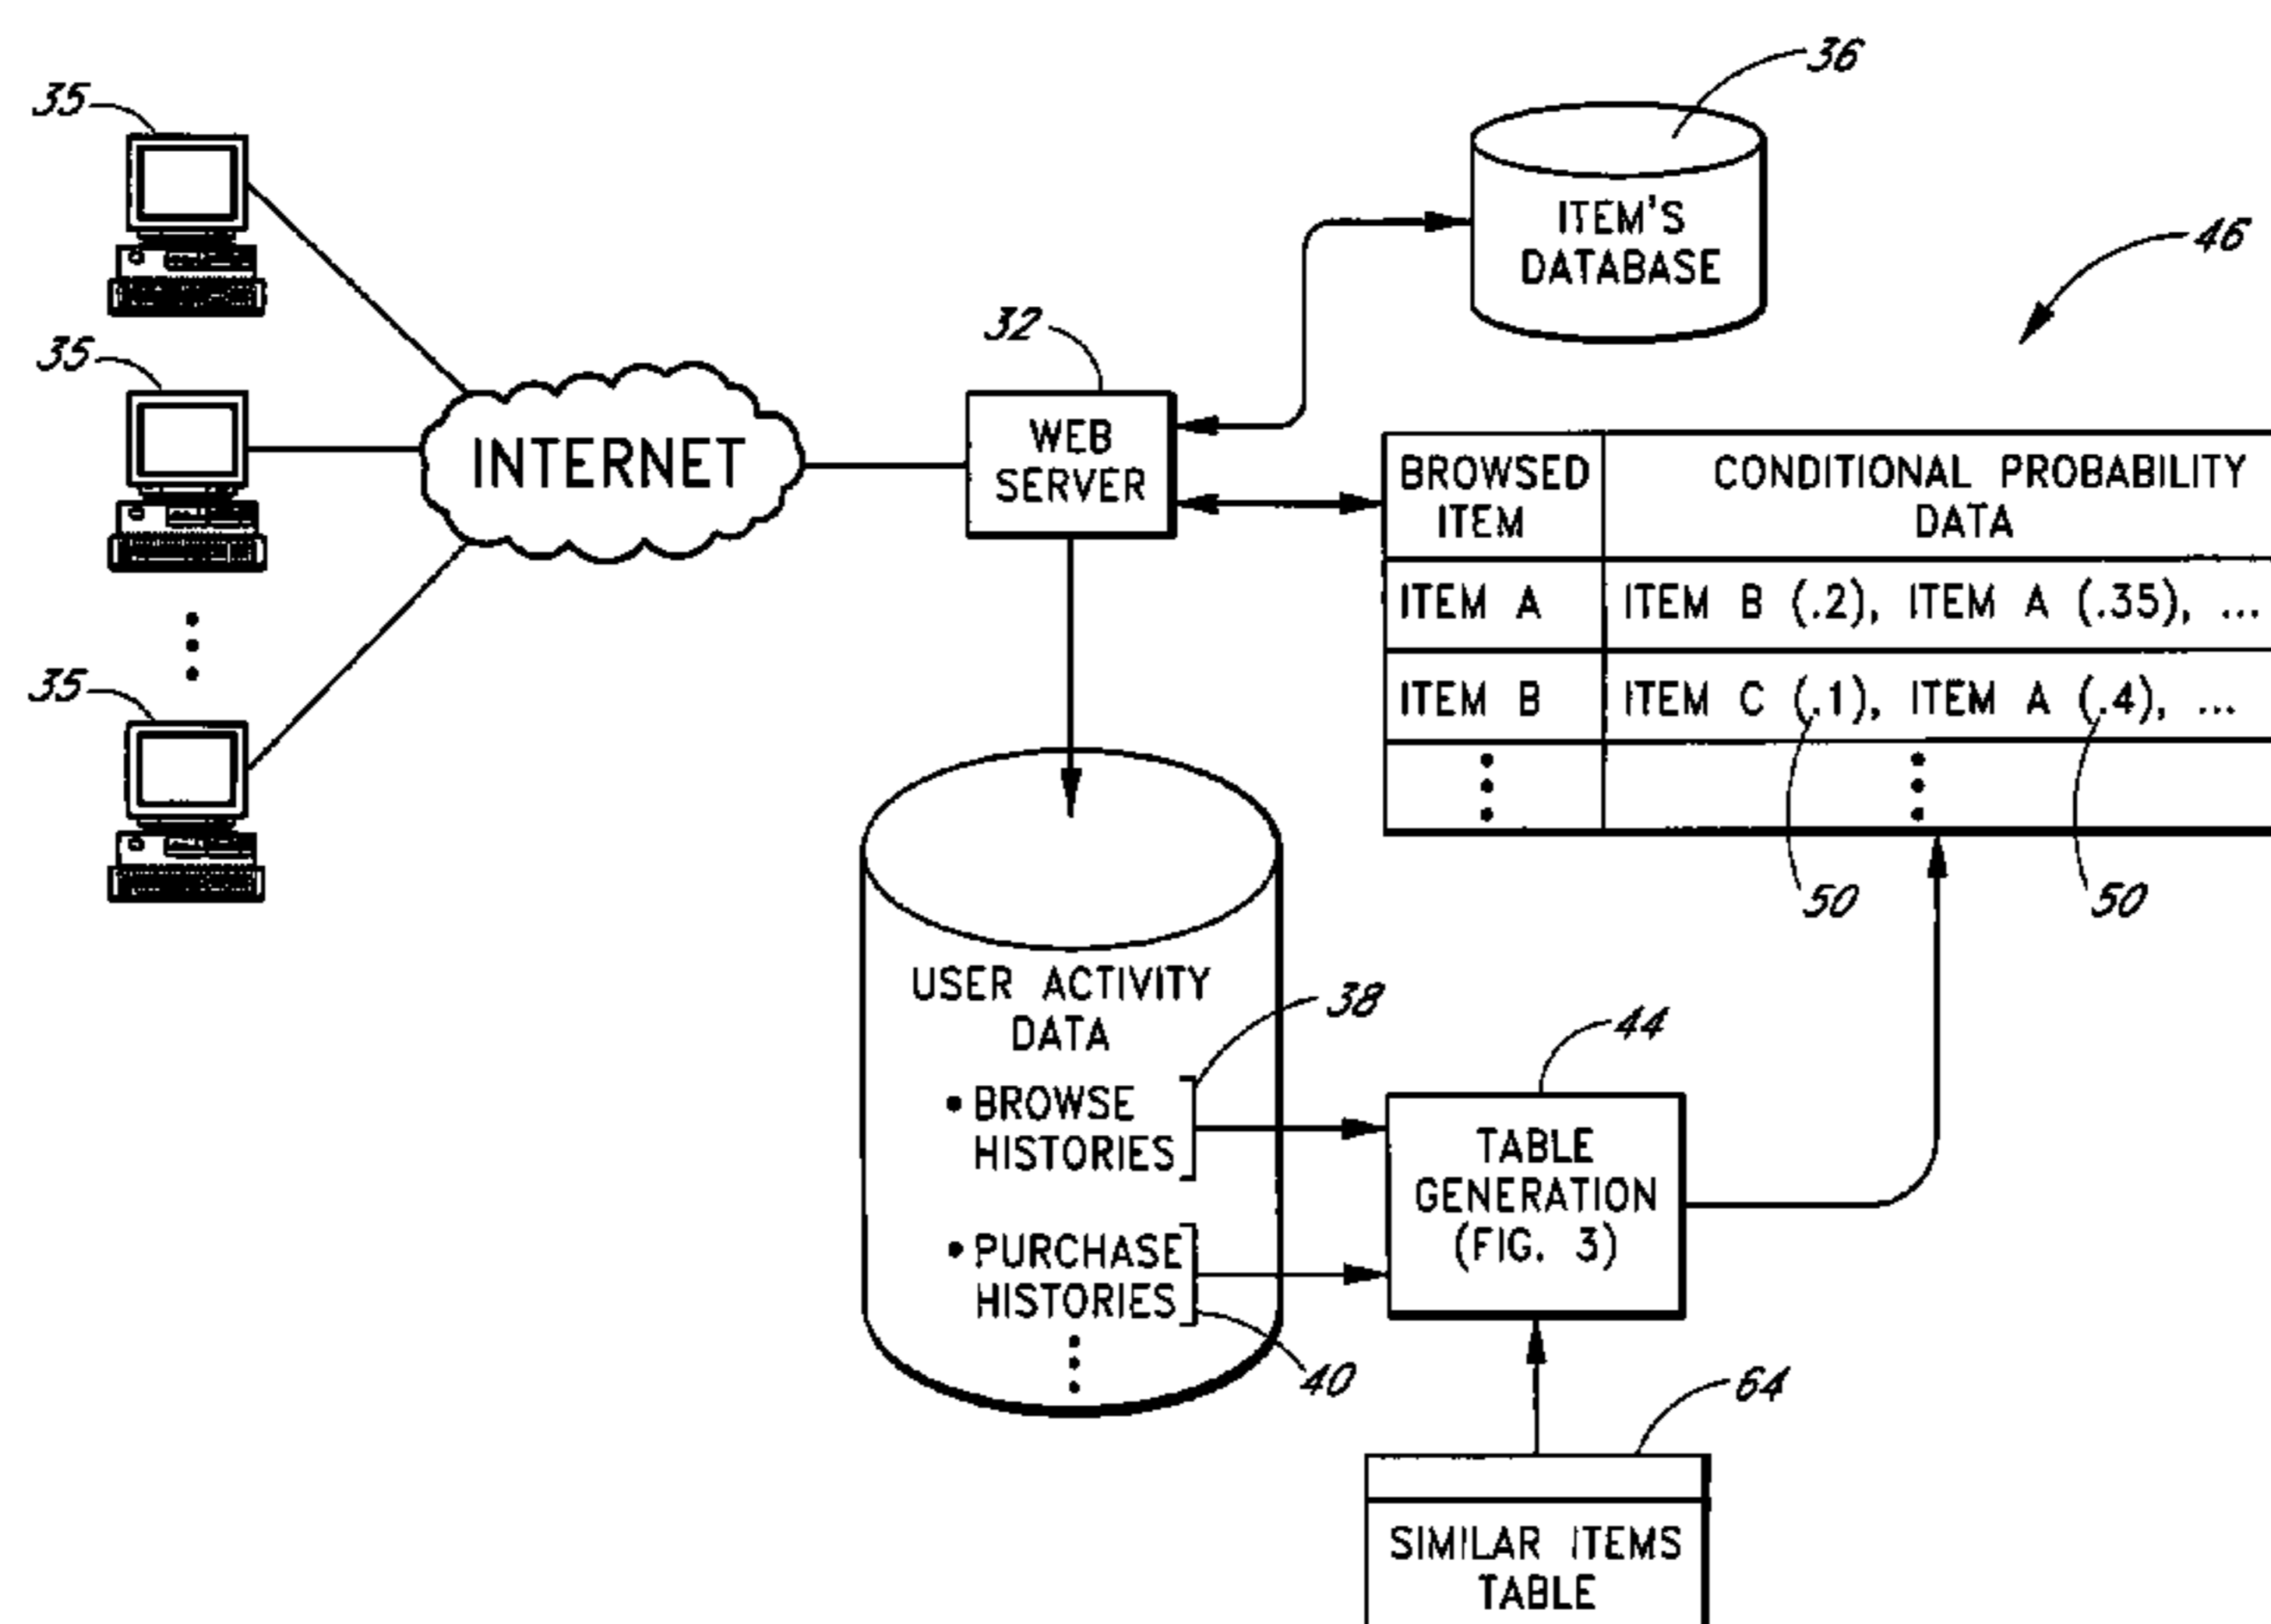 35
35
35
INTERNET
32
WEB
SERVER
36
ITEM'S
DATABASE
46
BROWSED
ITEM
CONDITIONAL PROBABILITY
DATA
ITEM A
ITEM B (.2), ITEM A (.35), ...
ITEM B
ITEM C (.1), ITEM A (.4), ...
50
50
USER ACTIVITY
DATA
• BROWSE
HISTORIES
38
• PURCHASE
HISTORIES
40
44
TABLE
GENERATION
(FIG. 3)
64
SIMILAR ITEMS
TABLE